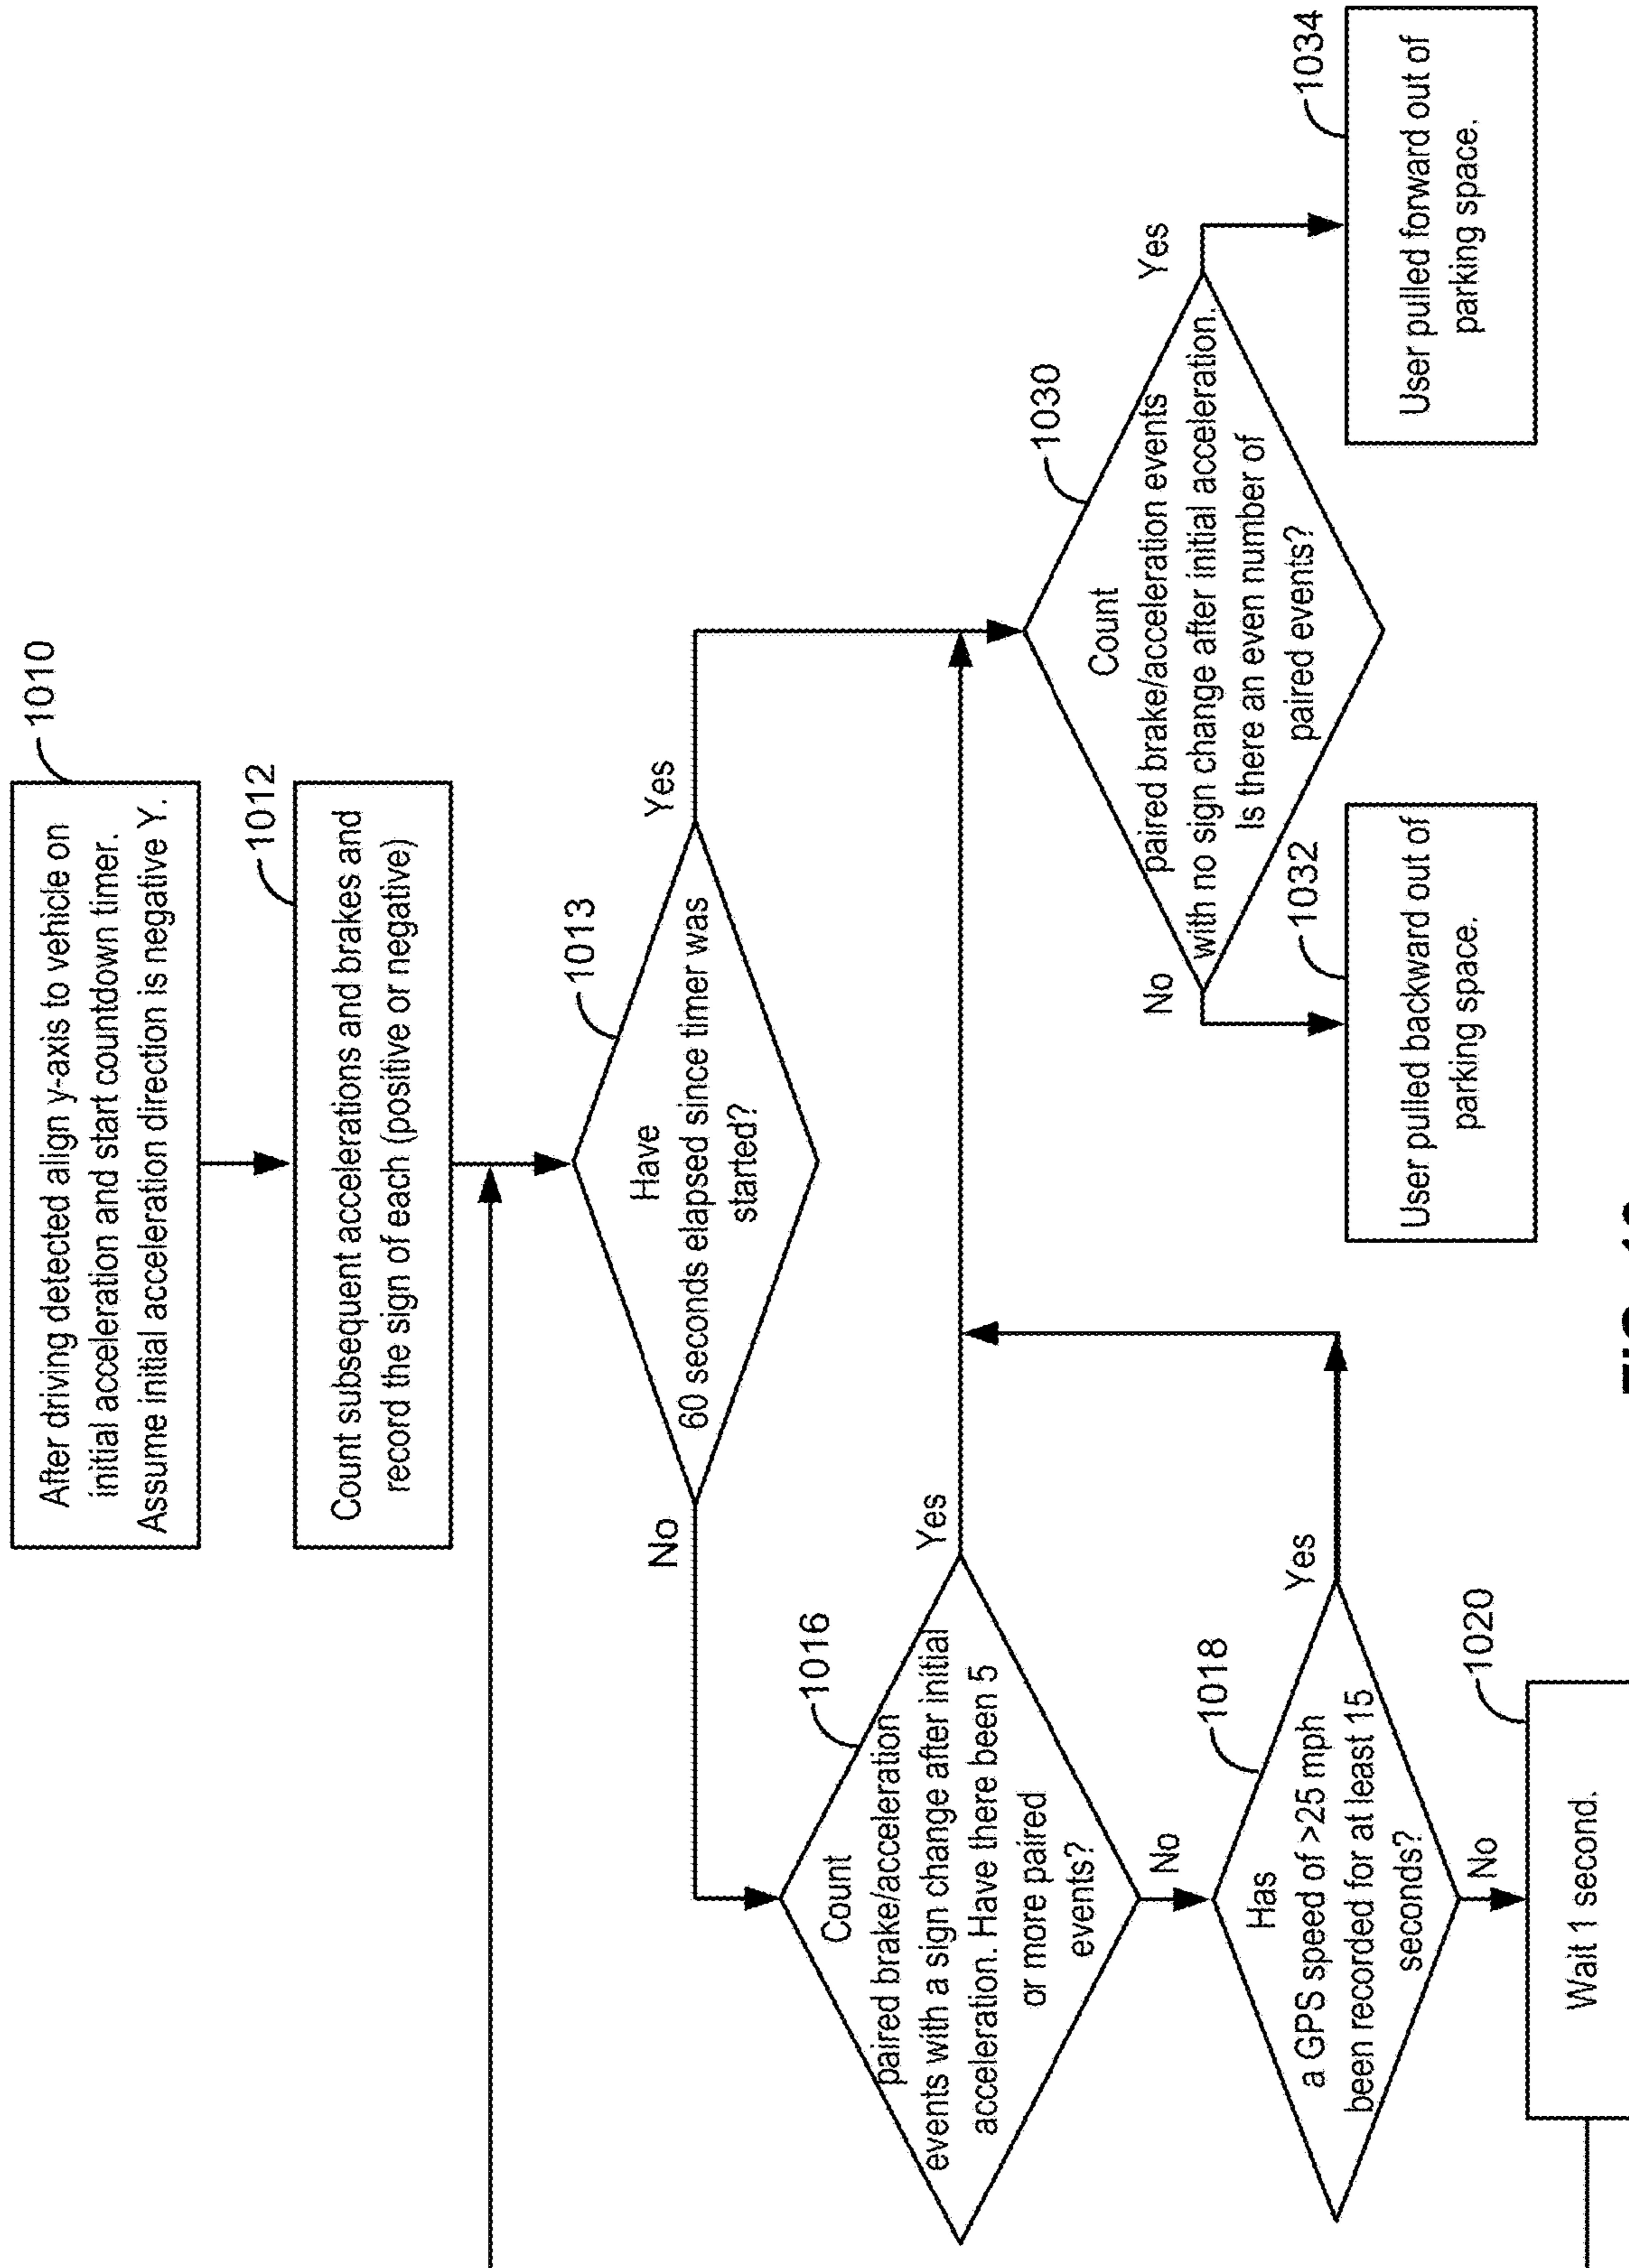 1010
After driving detected align y-axis to vehicle on
initial acceleration and start countdown timer.
Assume initial acceleration direction is negative Y.
1012
Count subsequent accelerations and brakes and
record the sign of each (positive or negative)
1013
Have
60 seconds elapsed since timer was
started?
No
Yes
1016
Count
paired brake/acceleration
events with a sign change after initial
acceleration. Have there been 5
or more paired
events?
Yes
No
1018
Has
a GPS speed of >25 mph
been recorded for at least 15
seconds?
Yes
No
1020
Wait 1 second.
1030
Count
paired brake/acceleration events
with no sign change after initial acceleration.
Is there an even number of
paired events?
No
Yes
1032
User pulled backward out of
parking space.
1034
User pulled forward out of
parking space.